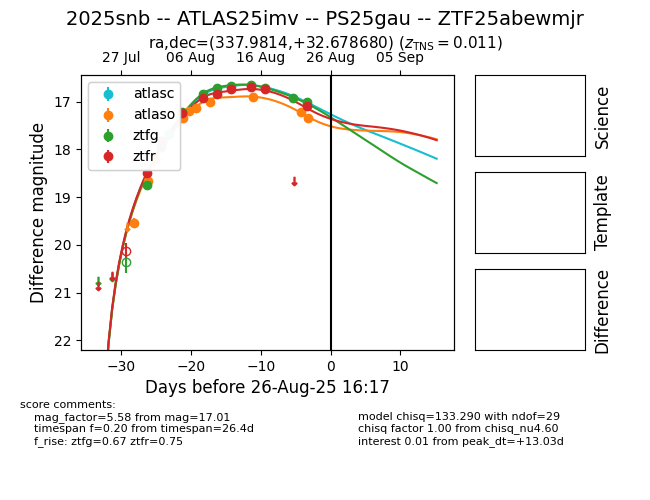 2025snb -- ATLAS25imv -- PS25gau -- ZTF25abewmjr
ra,dec=(337.9814,+32.678680) (zTNS = 0.011)
27 Jul 06 Aug 16 Aug 26 Aug 05 Sep
atlasc
atlaso
ztfg
ztfr
17
18
19
20
21
22
Difference magnitude
−30 −20 −10 0 10
Days before 26-Aug-25 16:17
Science
Template
Difference
score comments:
mag_factor=5.58 from mag=17.01
timespan f=0.20 from timespan=26.4d
f_rise: ztfg=0.67 ztfr=0.75
model chisq=133.290 with ndof=29
chisq factor 1.00 from chisq_nu4.60
interest 0.01 from peak_dt=+13.03d